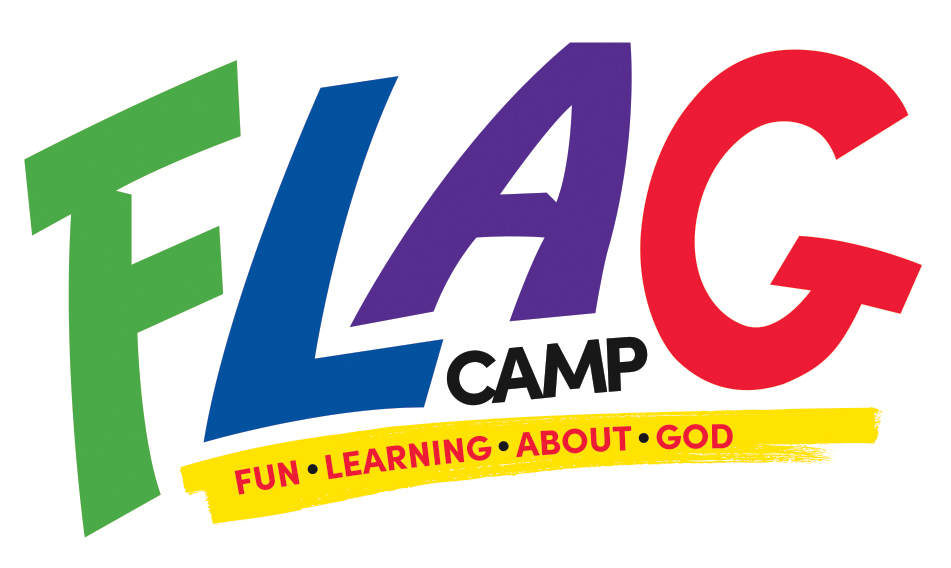 FLAG
CAMP
FUN • LEARNING • ABOUT • GOD